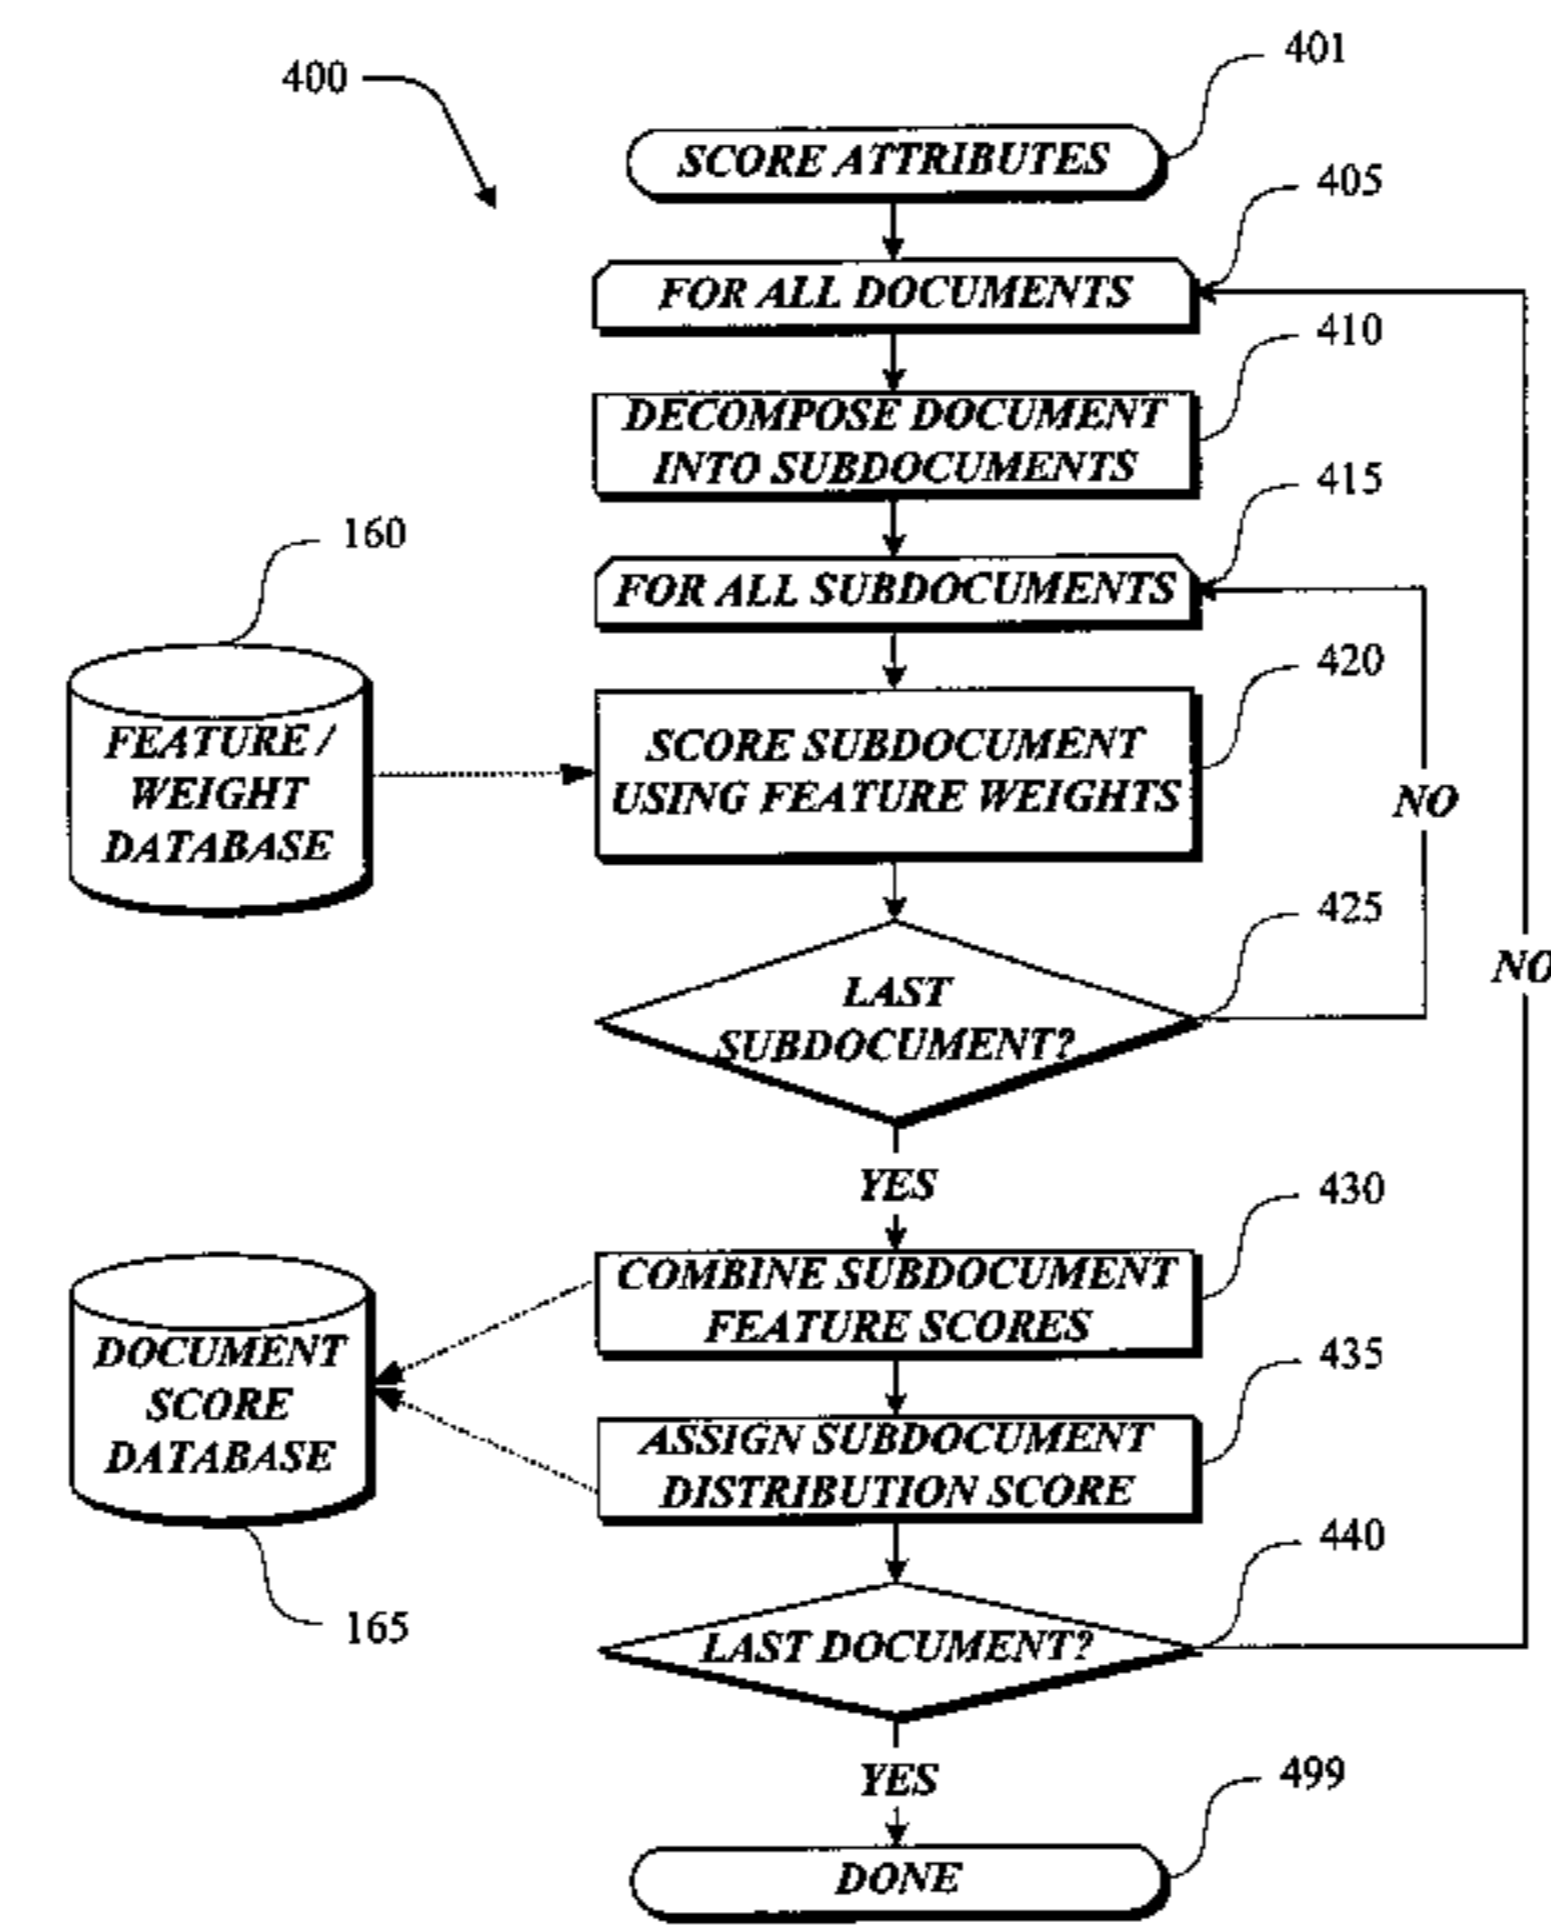 400
401
SCORE ATTRIBUTES
405
FOR ALL DOCUMENTS
410
DECOMPOSE DOCUMENT
INTO SUBDOCUMENTS
415
FOR ALL SUBDOCUMENTS
160
FEATURE /
WEIGHT
DATABASE
420
SCORE SUBDOCUMENT
USING FEATURE WEIGHTS
NO
425
LAST
SUBDOCUMENT?
NO
YES
430
COMBINE SUBDOCUMENT
FEATURE SCORES
DOCUMENT
SCORE
DATABASE
165
435
ASSIGN SUBDOCUMENT
DISTRIBUTION SCORE
440
LAST DOCUMENT?
YES
499
DONE